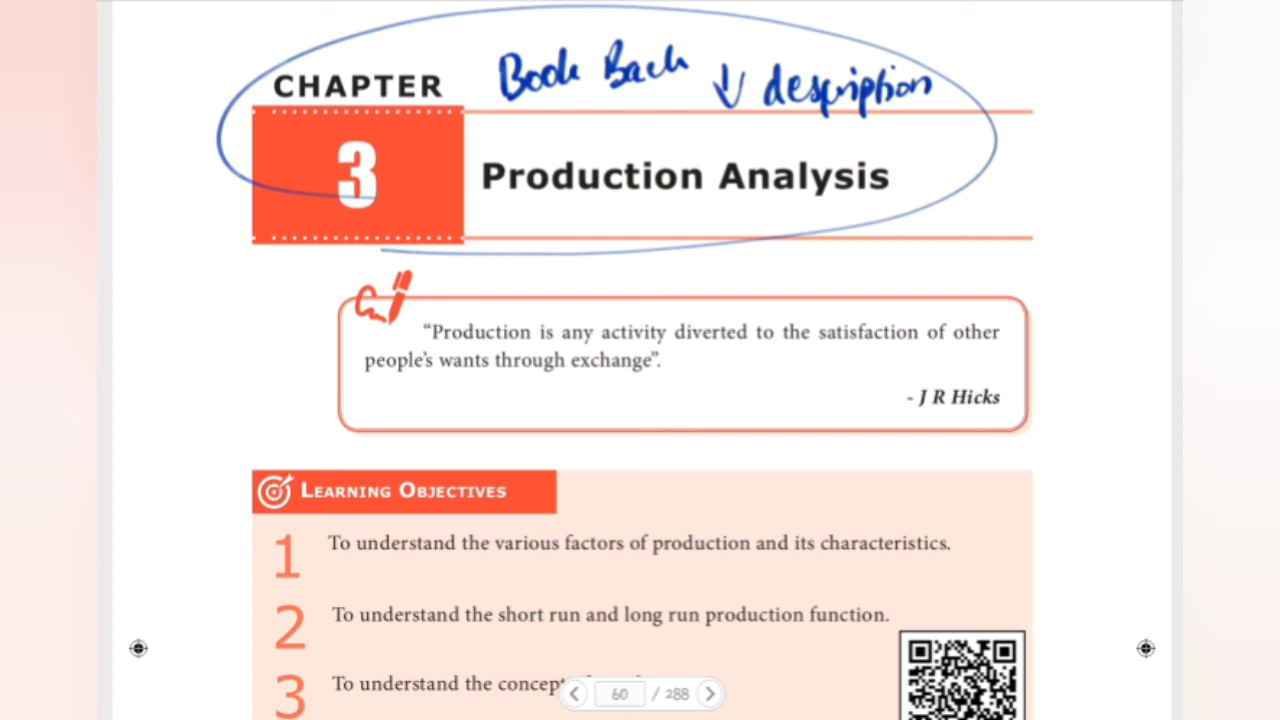 CHAPTER
Book Back ↓ description
3
Production Analysis
“Production is any activity diverted to the satisfaction of other
people’s wants through exchange”.
- J R Hicks
LEARNING OBJECTIVES
1 To understand the various factors of production and its characteristics.
2 To understand the short run and long run production function.
3 To understand the concept
60 / 288